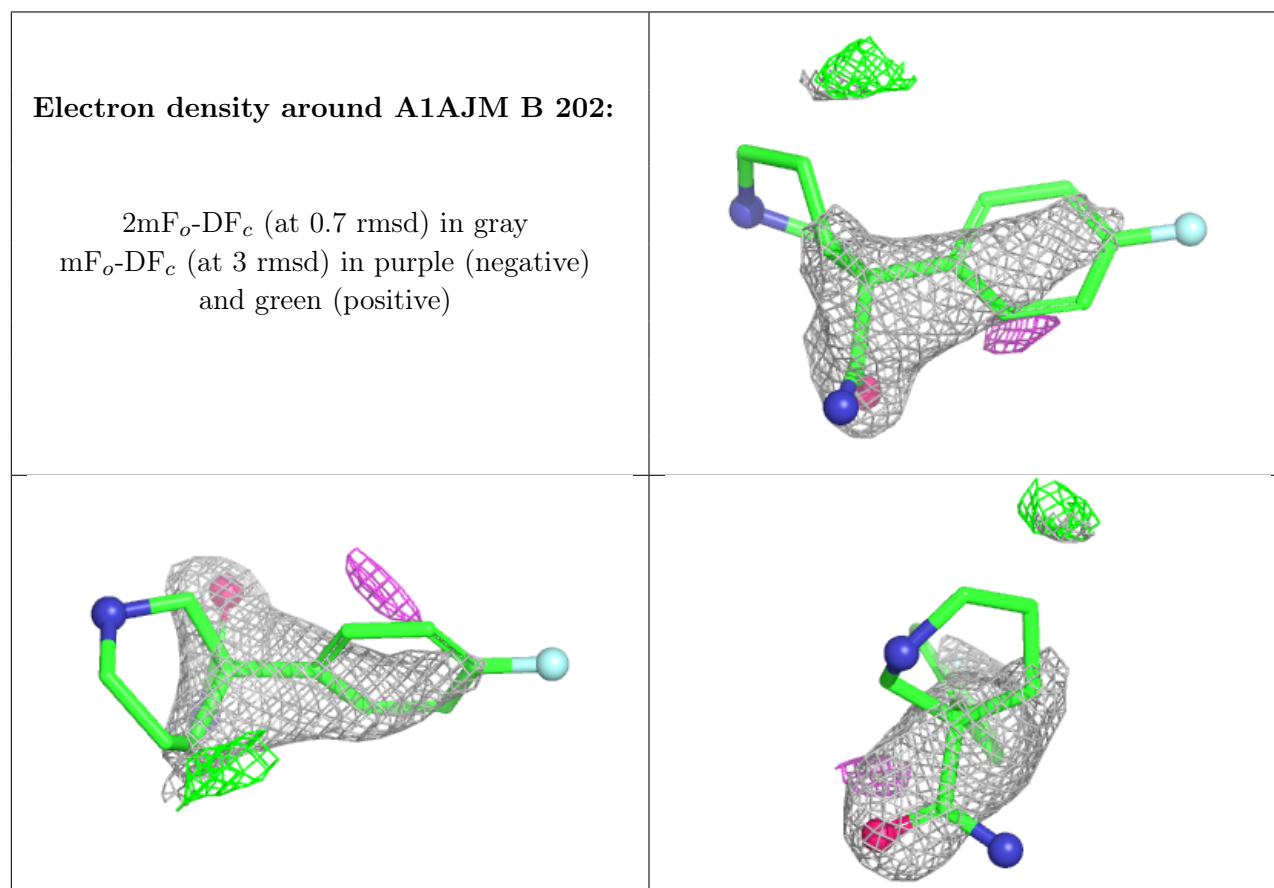 Electron density around A1AJM B 202:
2mFₒ-DF𝒸 (at 0.7 rmsd) in gray
mFₒ-DF𝒸 (at 3 rmsd) in purple (negative)
and green (positive)